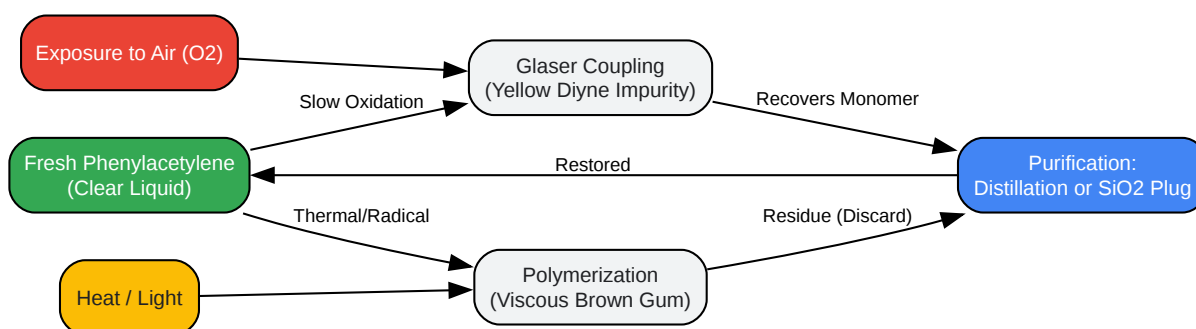 Exposure to Air (O2)
Glaser Coupling
(Yellow Diyne Impurity)
Slow Oxidation
Recovers Monomer
Fresh Phenylacetylene
(Clear Liquid)
Restored
Purification:
Distillation or SiO2 Plug
Thermal/Radical
Residue (Discard)
Heat / Light
Polymerization
(Viscous Brown Gum)